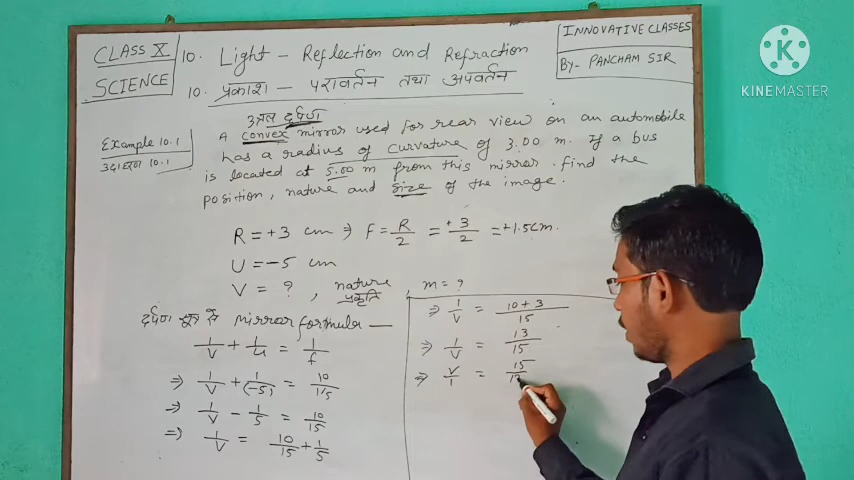 CLASS X
SCIENCE
10. Light - Reflection and Refraction
10. प्रकाश - परावर्तन तथा अपवर्तन
INNOVATIVE CLASSES
By- PANCHAM SIR
KINEMASTER
Example 10.1
उदाहरण 10.1
उत्तल दर्पण
A convex mirror used for rear view on an automobile
has a radius of curvature of 3.00 m. If a bus
is located at 5.00 m from this mirror. find the
position, nature and size of the image.
R = +3 cm ⇒ F = R/2 = +3/2 = +1.5cm.
U = -5 cm
V = ? , nature , m = ?
प्रकृति
दर्पण सूत्र से mirror formula —
1/V + 1/u = 1/f
⇒ 1/V + 1/(-5) = 10/15
⇒ 1/V - 1/5 = 10/15
⇒ 1/V = 10/15 + 1/5
⇒ 1/V = 10+3/15
⇒ 1/V = 13/15
⇒ V/1 = 15/13